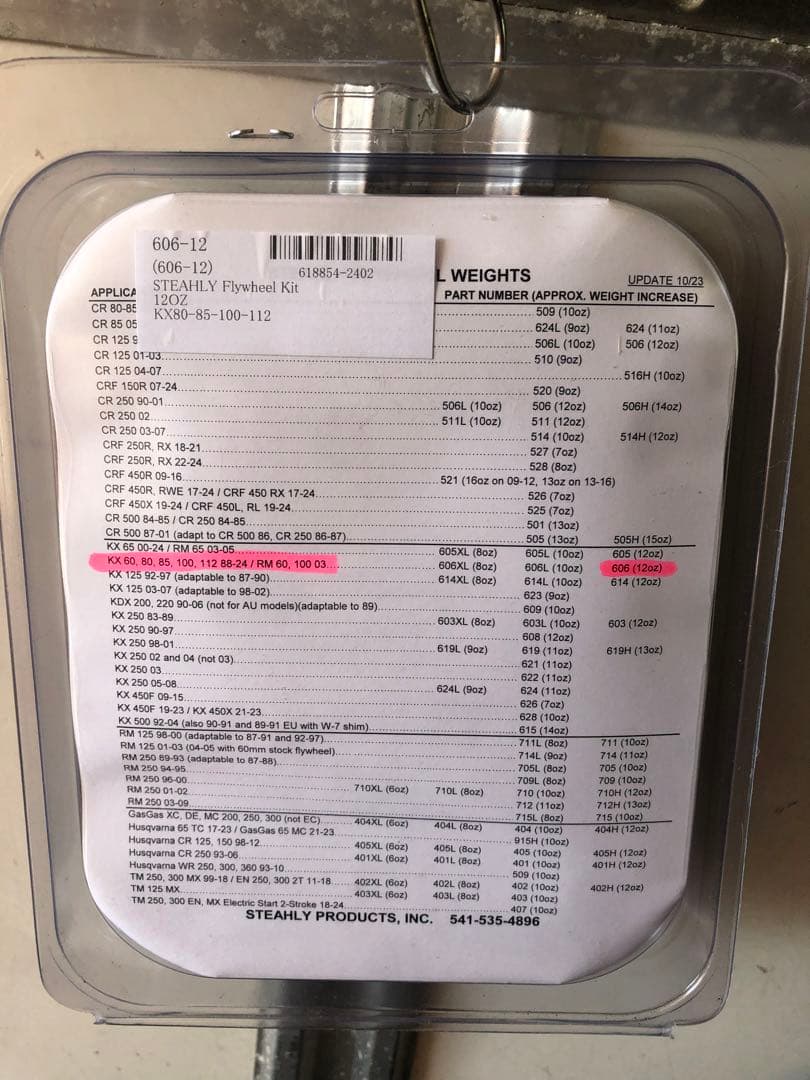 606-12
(606-12) 618854-2402
STEAHLY Flywheel Kit
12OZ
KX80-85-100-112
L WEIGHTS UPDATE 10/23
APPLICA PART NUMBER (APPROX. WEIGHT INCREASE)
CR 80-85 509 (10oz)
CR 85 05 624L (9oz) 624 (11oz)
CR 125 9 506L (10oz) 506 (12oz)
CR 125 01-03 510 (9oz)
CR 125 04-07 516H (10oz)
CRF 150R 07-24 520 (9oz)
CR 250 90-01 506L (10oz) 506 (12oz) 506H (14oz)
CR 250 02 511L (10oz) 511 (12oz)
CR 250 03-07 514 (10oz) 514H (12oz)
CRF 250R, RX 18-21 527 (7oz)
CRF 250R, RX 22-24 528 (8oz)
CRF 450R 09-16 521 (16oz on 09-12, 13oz on 13-16)
CRF 450R, RWE 17-24 / CRF 450 RX 17-24 526 (7oz)
CRF 450X 19-24 / CRF 450L, RL 19-24 525 (7oz)
CR 500 84-85 / CR 250 84-85 501 (13oz)
CR 500 87-01 (adapt to CR 500 86, CR 250 86-87) 505 (13oz) 505H (15oz)
KX 65 00-24 / RM 65 03-05 605XL (8oz) 605L (10oz) 605 (12oz)
KX 60, 80, 85, 100, 112 88-24 / RM 60, 100 03 606XL (8oz) 606L (10oz) 606 (12oz)
KX 125 92-97 (adaptable to 87-90) 614XL (8oz) 614L (10oz) 614 (12oz)
KX 125 03-07 (adaptable to 98-02) 623 (9oz)
KDX 200, 220 90-06 (not for AU models)(adaptable to 89) 609 (10oz)
KX 250 83-89 603XL (8oz) 603L (10oz) 603 (12oz)
KX 250 90-97 608 (12oz)
KX 250 98-01 619L (9oz) 619 (11oz) 619H (13oz)
KX 250 02 and 04 (not 03) 621 (11oz)
KX 250 03 622 (11oz)
KX 250 05-08 624L (9oz) 624 (11oz)
KX 450F 09-15 626 (7oz)
KX 450F 19-23 / KX 450X 21-23 628 (10oz)
KX 500 92-04 (also 90-91 and 89-91 EU with W-7 shim) 615 (14oz)
RM 125 98-00 (adaptable to 87-91 and 92-97) 711L (8oz) 711 (10oz)
RM 125 01-03 (04-05 with 60mm stock flywheel) 714L (9oz) 714 (11oz)
RM 250 89-93 (adaptable to 87-88) 705L (8oz) 705 (10oz)
RM 250 94-95 709L (8oz) 709 (10oz)
RM 250 96-00 710XL (6oz) 710L (8oz) 710 (10oz) 710H (12oz)
RM 250 01-02 712 (11oz) 712H (13oz)
RM 250 03-09 715L (8oz) 715 (10oz)
GasGas XC, DE, MC 200, 250, 300 (not EC) 404XL (6oz) 404L (8oz) 404 (10oz) 404H (12oz)
Husqvarna 65 TC 17-23 / GasGas 65 MC 21-23 915H (10oz)
Husqvarna CR 125, 150 98-12 405XL (6oz) 405L (8oz) 405 (10oz) 405H (12oz)
Husqvarna CR 250 93-06 401XL (6oz) 401L (8oz) 401 (10oz) 401H (12oz)
Husqvarna WR 250, 300, 360 93-10 509 (10oz)
TM 250, 300 MX 99-18 / EN 250, 300 2T 11-18 402XL (6oz) 402L (8oz) 402 (10oz) 402H (12oz)
TM 125 MX 403XL (6oz) 403L (8oz) 403 (10oz)
TM 250, 300 EN, MX Electric Start 2-Stroke 18-24 407 (10oz)
STEAHLY PRODUCTS, INC. 541-535-4896